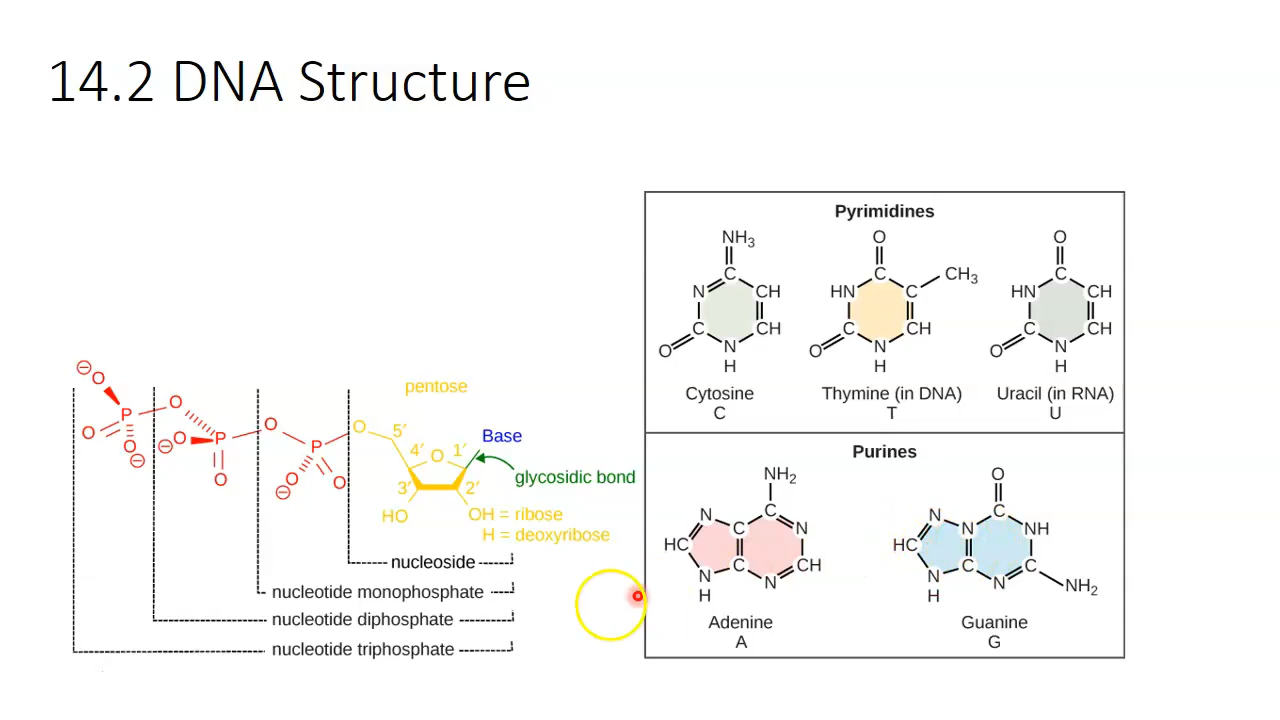 14.2 DNA Structure
pentose
5′
4′
O
1′
3′
2′
Base
glycosidic bond
HO
OH = ribose
H = deoxyribose
⊖
O
P
O
O
⊖
O
⊖
O
P
O
O
P
O
⊖
O
O
nucleoside
nucleotide monophosphate
nucleotide diphosphate
nucleotide triphosphate
Pyrimidines
NH₃
C
N
CH
C
CH
O
N
H
Cytosine
C
O
C
CH₃
HN
C
C
CH
O
N
H
Thymine (in DNA)
T
O
C
HN
CH
C
CH
O
N
H
Uracil (in RNA)
U
Purines
NH₂
N
C
C
N
HC
C
CH
N
N
H
Adenine
A
O
N
C
N
NH
HC
C
C
N
N
NH₂
H
Guanine
G